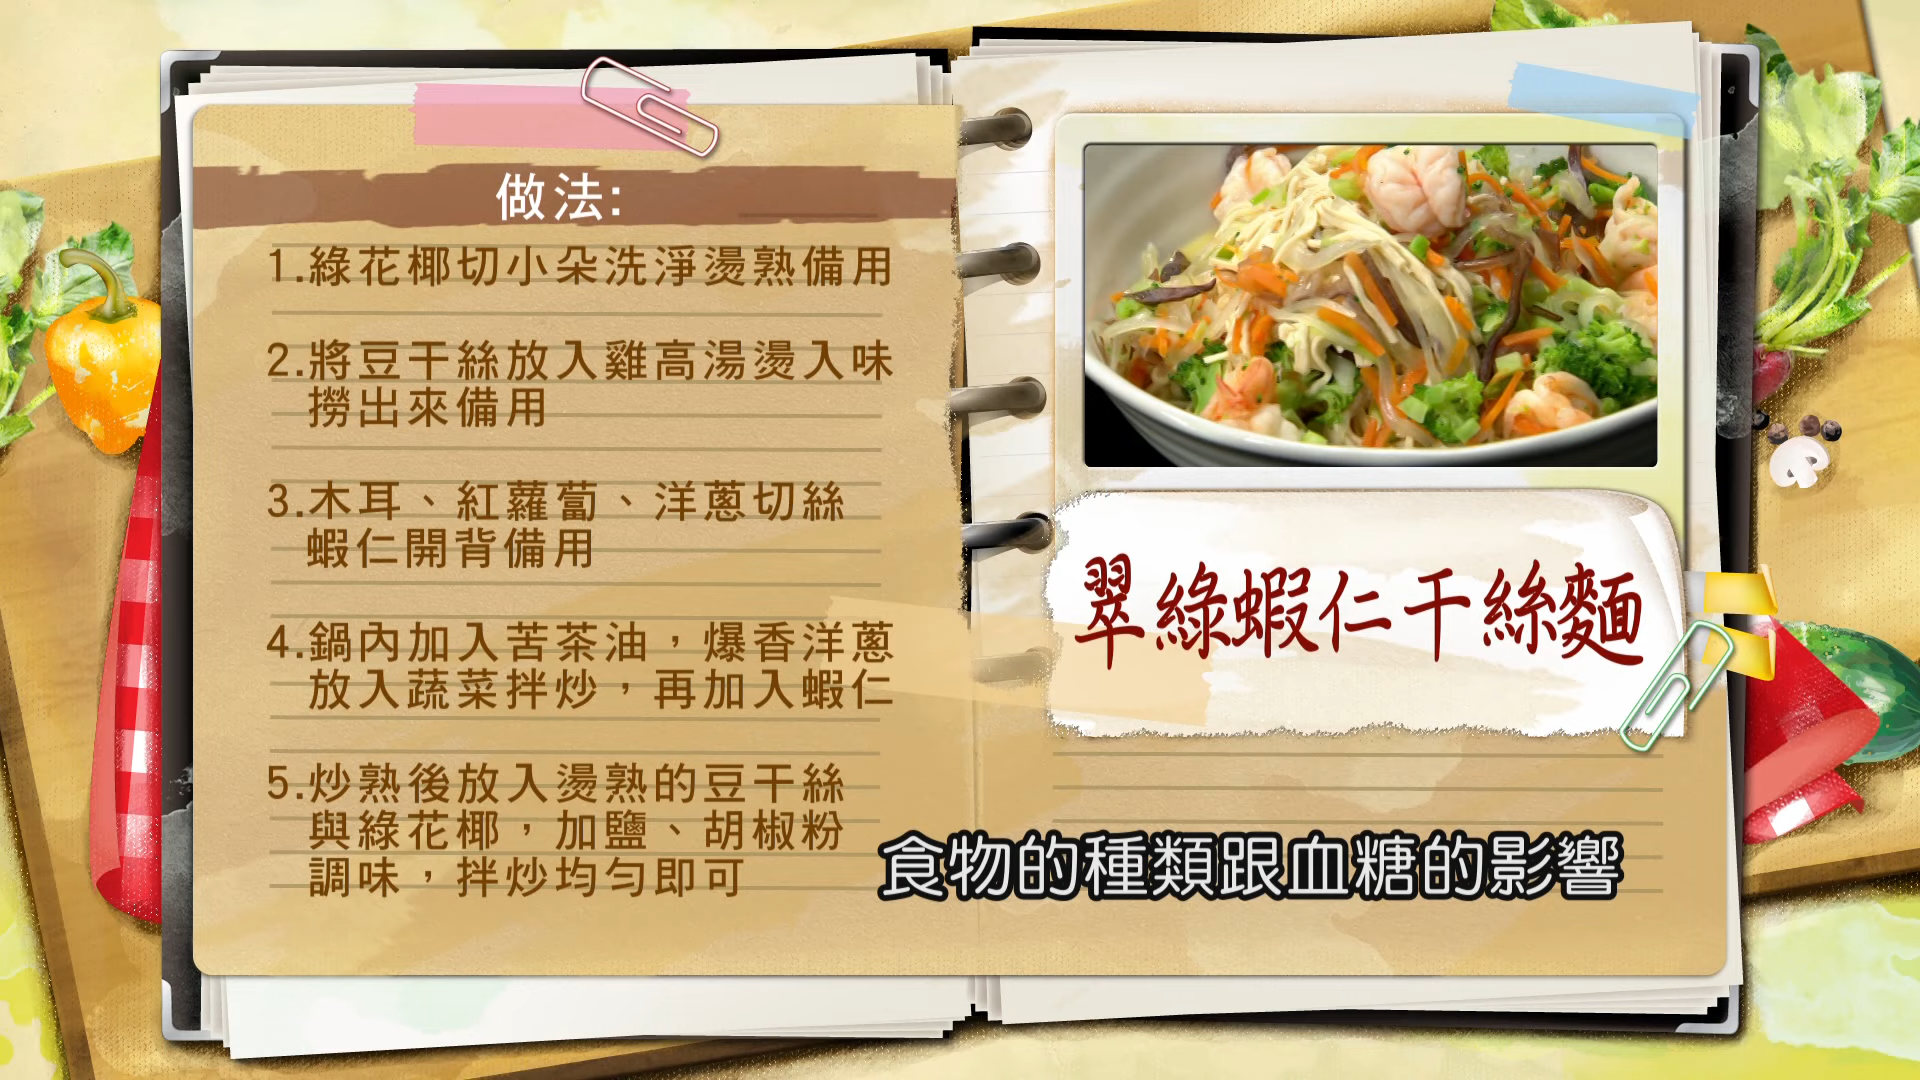 做法:
1.綠花椰切小朵洗淨燙熟備用
2.將豆干絲放入雞高湯燙入味
撈出來備用
3.木耳、紅蘿蔔、洋蔥切絲
蝦仁開背備用
4.鍋內加入苦茶油，爆香洋蔥
放入蔬菜拌炒，再加入蝦仁
5.炒熟後放入燙熟的豆干絲
與綠花椰，加鹽、胡椒粉
調味，拌炒均勻即可
翠綠蝦仁干絲麵
食物的種類跟血糖的影響